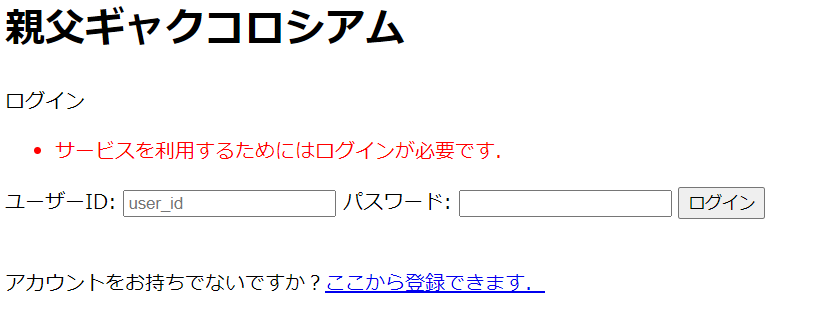 親父ギャクコロシアム
ログイン
サービスを利用するためにはログインが必要です.
ユーザーID: user_id パスワード: ログイン
アカウントをお持ちでないですか？ここから登録できます．